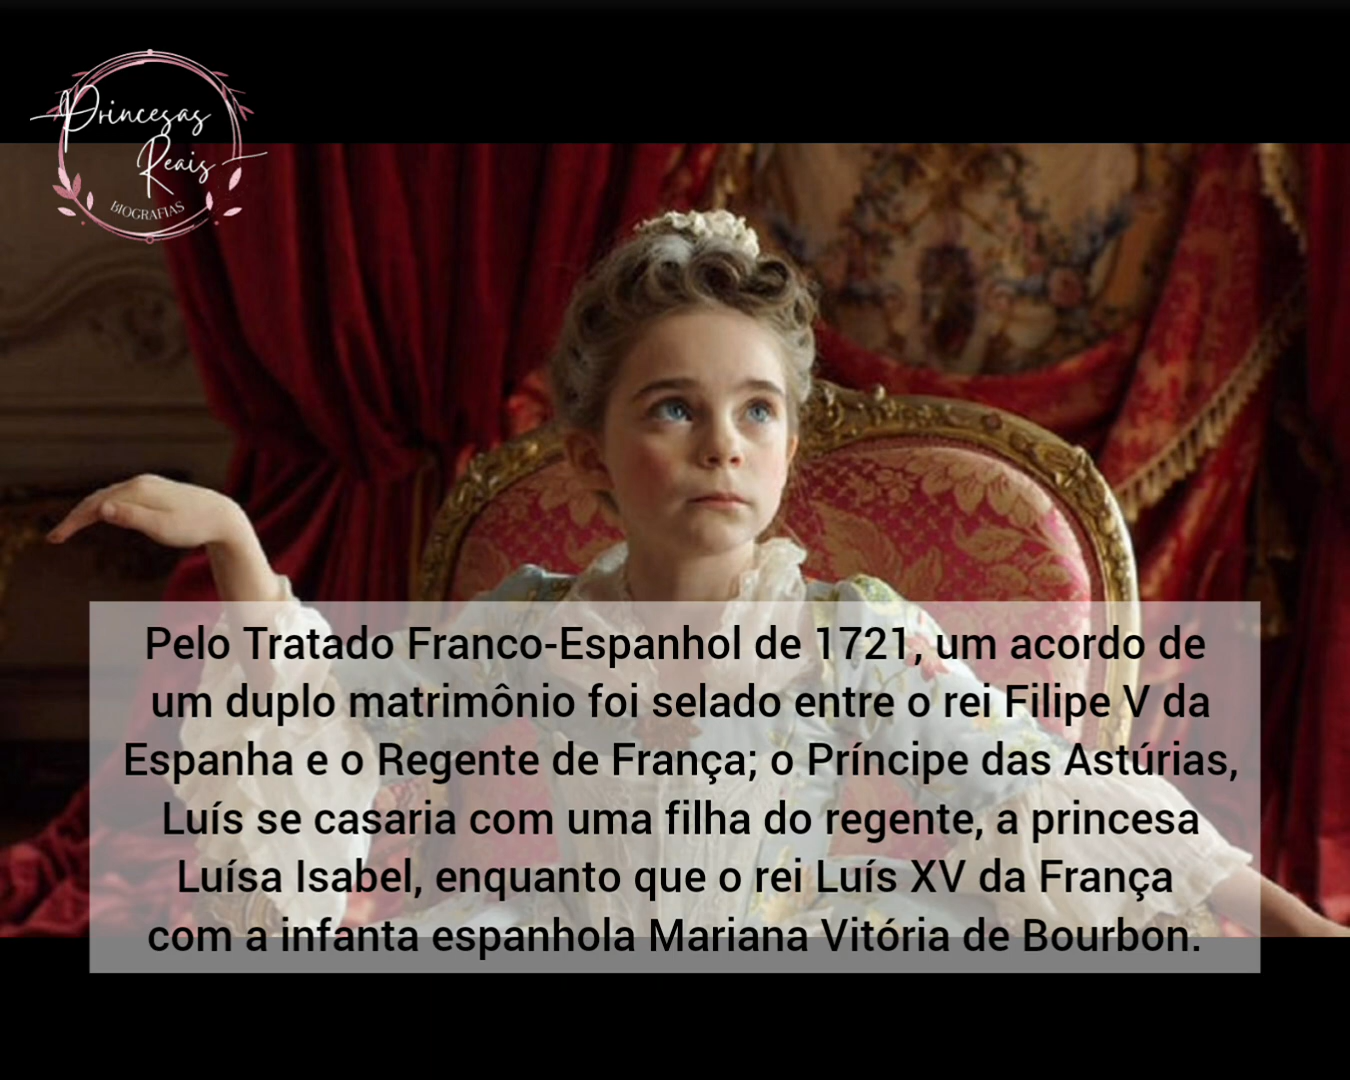 Princesas
Reais
BIOGRAFIAS
Pelo Tratado Franco-Espanhol de 1721, um acordo de
um duplo matrimônio foi selado entre o rei Filipe V da
Espanha e o Regente de França; o Príncipe das Astúrias,
Luís se casaria com uma filha do regente, a princesa
Luísa Isabel, enquanto que o rei Luís XV da França
com a infanta espanhola Mariana Vitória de Bourbon.